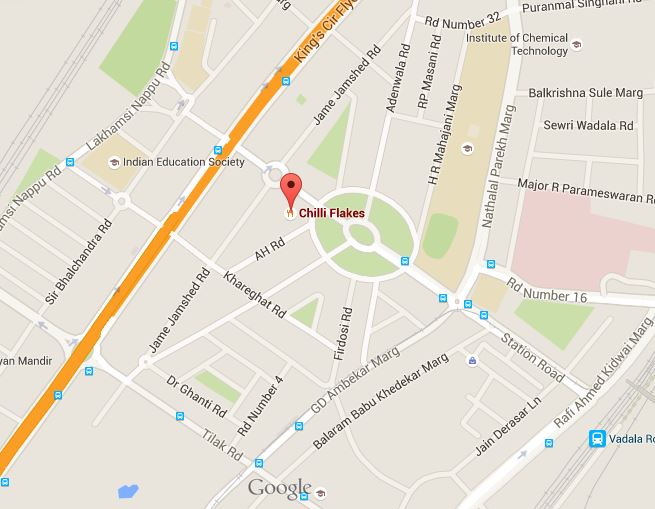 Puranmal Singhani Rd
Rd Number 32
Institute of Chemical
Technology
King's Cir Fly
Lakhamsi Nappu Rd
Jame Jamshed Rd
Adenwala Rd
RP Masani Rd
H R Mahajani Marg
Nathalal Parekh Marg
Balkrishna Sule Marg
Sewri Wadala Rd
Indian Education Society
Major R Parameswaran Ro
amsi Nappu Rd
Chilli Flakes
Sir Bhalchandra Rd
AH Rd
Khareghat Rd
Jame Jamshed Rd
Rd Number 16
Firdosi Rd
Station Road
yan Mandir
Dr Ghanti Rd
Rd Number 4
GD Ambekar Marg
Balaram Babu Khedekar Marg
Rafi Ahmed Kidwai Marg
Jain Derasar Ln
Tilak Rd
Vadala Ro
Google